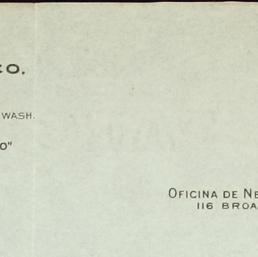 CO.
WASH.
O"
OFICINA DE NE
116 BROA